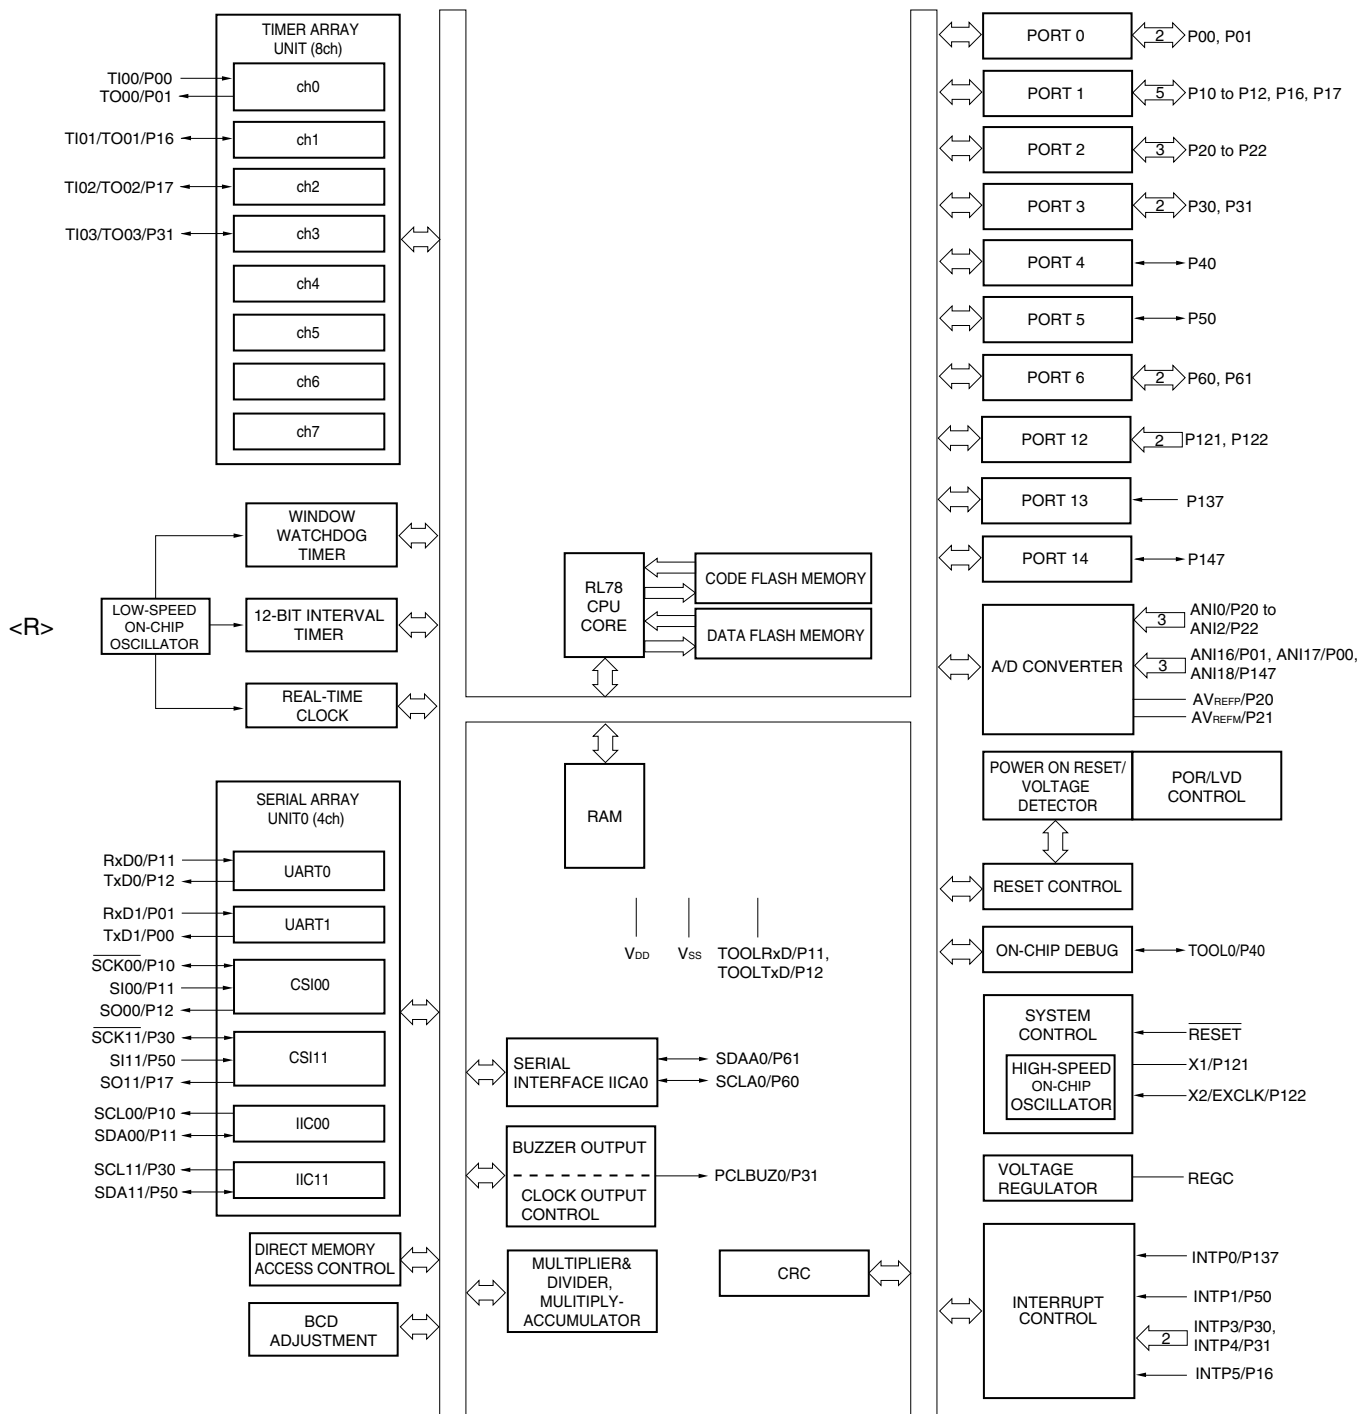 TIMER ARRAY
UNIT (8ch)
TI00/P00
TO00/P01
ch0
TI01/TO01/P16
ch1
TI02/TO02/P17
ch2
TI03/TO03/P31
ch3
ch4
ch5
ch6
ch7
WINDOW
WATCHDOG
TIMER
<R>
LOW-SPEED
ON-CHIP
OSCILLATOR
12-BIT INTERVAL
TIMER
REAL-TIME
CLOCK
SERIAL ARRAY
UNIT0 (4ch)
RxD0/P11
TxD0/P12
UART0
RxD1/P01
TxD1/P00
UART1
SCK00/P10
SI00/P11
SO00/P12
CSI00
SCK11/P30
SI11/P50
SO11/P17
CSI11
SCL00/P10
SDA00/P11
IIC00
SCL11/P30
SDA11/P50
IIC11
DIRECT MEMORY
ACCESS CONTROL
BCD
ADJUSTMENT
RL78
CPU
CORE
CODE FLASH MEMORY
DATA FLASH MEMORY
RAM
VDD
VSS
TOOLRxD/P11,
TOOLTxD/P12
SERIAL
INTERFACE IICA0
SDAA0/P61
SCLA0/P60
BUZZER OUTPUT
CLOCK OUTPUT
CONTROL
PCLBUZ0/P31
MULTIPLIER&
DIVIDER,
MULITIPLY-
ACCUMULATOR
CRC
PORT 0
2
P00, P01
PORT 1
5
P10 to P12, P16, P17
PORT 2
3
P20 to P22
PORT 3
2
P30, P31
PORT 4
P40
PORT 5
P50
PORT 6
2
P60, P61
PORT 12
2
P121, P122
PORT 13
P137
PORT 14
P147
A/D CONVERTER
3
ANI0/P20 to
ANI2/P22
3
ANI16/P01, ANI17/P00,
ANI18/P147
AVREFP/P20
AVREFM/P21
POWER ON RESET/
VOLTAGE
DETECTOR
POR/LVD
CONTROL
RESET CONTROL
ON-CHIP DEBUG
TOOL0/P40
SYSTEM
CONTROL
HIGH-SPEED
ON-CHIP
OSCILLATOR
RESET
X1/P121
X2/EXCLK/P122
VOLTAGE
REGULATOR
REGC
INTERRUPT
CONTROL
INTP0/P137
INTP1/P50
2
INTP3/P30,
INTP4/P31
INTP5/P16